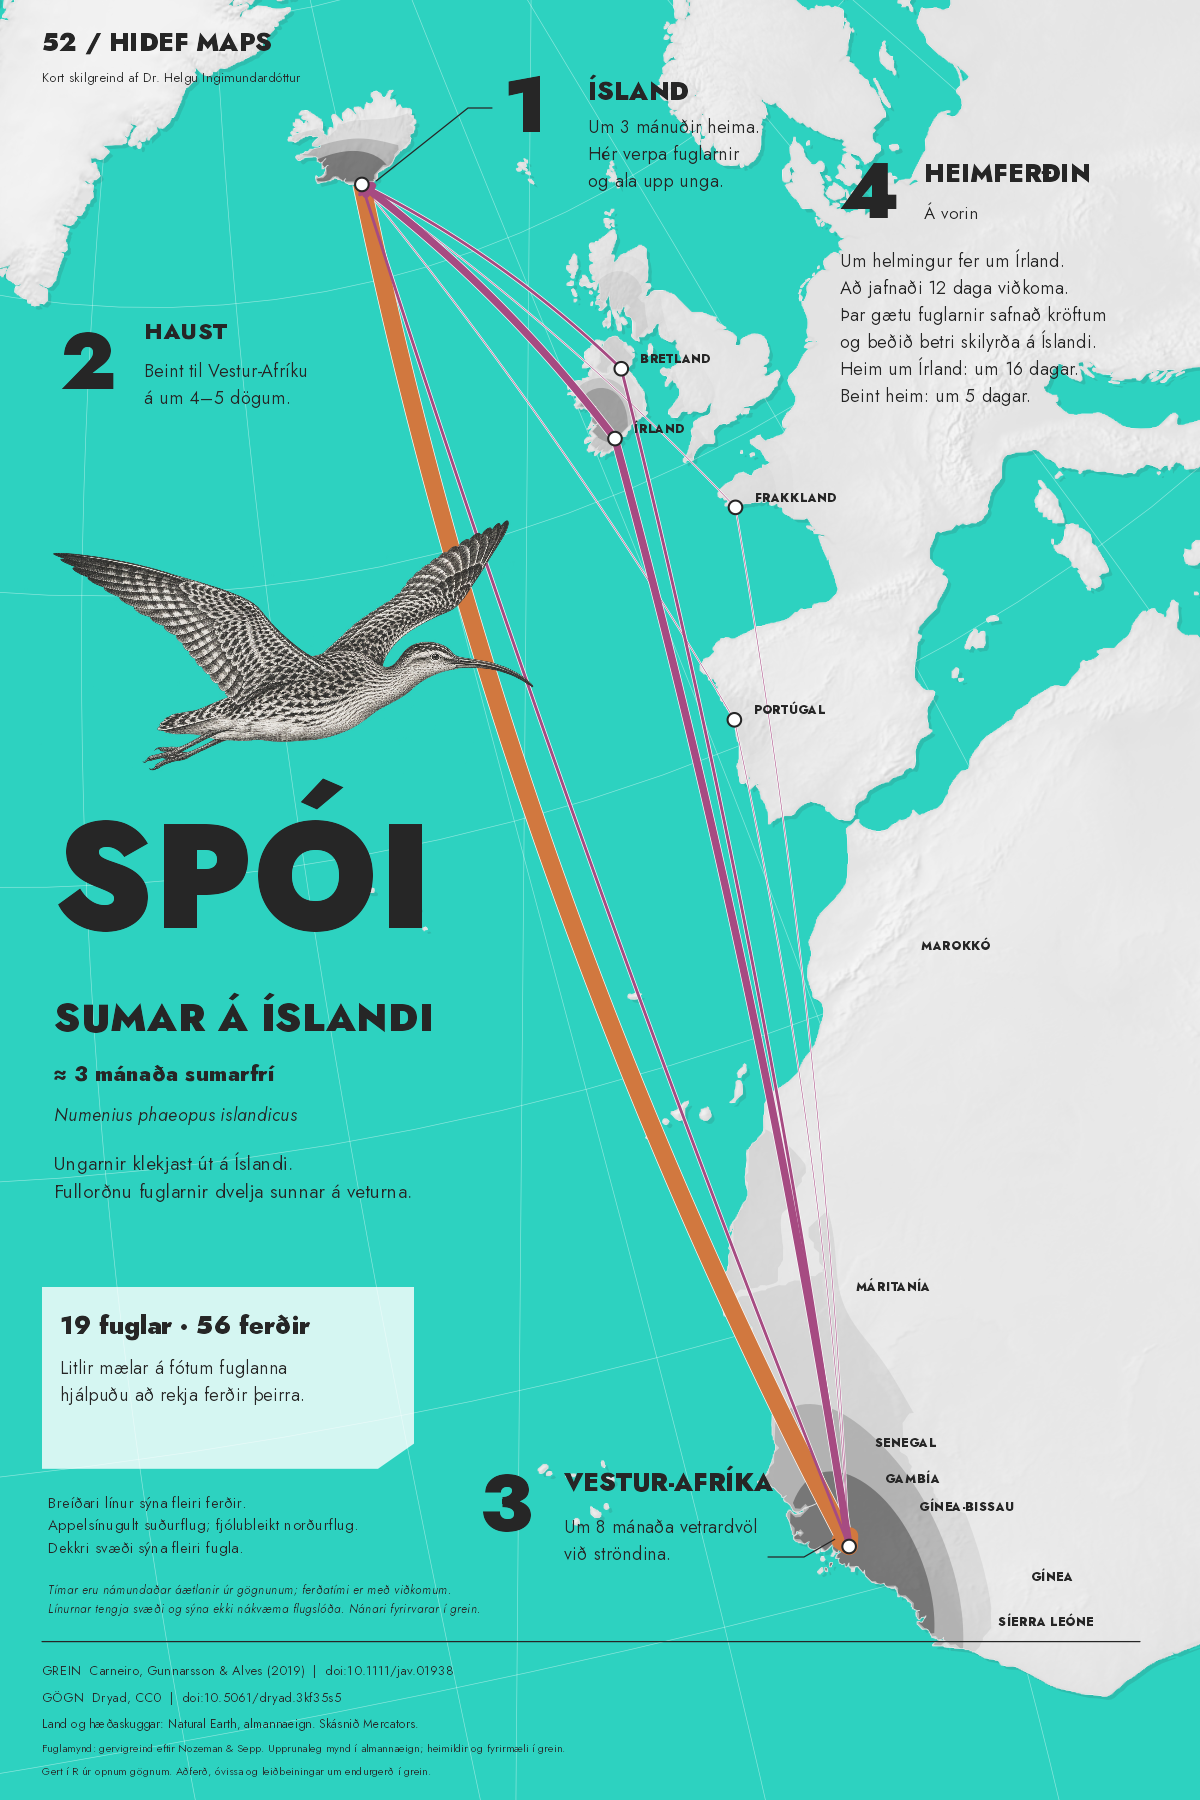 52 / HIDEF MAPS
Kort skilgreind af Dr. Helgu Ingimundardóttur
1
ÍSLAND
Um 3 mánuðir heima.
Hér verpa fuglarnir
og ala upp unga.
4
HEIMFERÐIN
Á vorin
Um helmingur fer um Írland.
Að jafnaði 12 daga viðkoma.
Þar gætu fuglarnir safnað kröftum
og beðið betri skilyrða á Íslandi.
Heim um Írland: um 16 dagar.
Beint heim: um 5 dagar.
2
HAUST
Beint til Vestur-Afríku
á um 4–5 dögum.
BRETLAND
ÍRLAND
FRAKKLAND
PORTÚGAL
SPÓI
MAROKKÓ
SUMAR Á ÍSLANDI
≈ 3 mánaða sumarfrí
Numenius phaeopus islandicus
Ungarnir klekjast út á Íslandi.
Fullorðnu fuglarnir dvelja sunnar á veturna.
MÁRITANÍA
19 fuglar · 56 ferðir
Litlir mælar á fótum fuglanna
hjálpuðu að rekja ferðir þeirra.
SENEGAL
GAMBÍA
GÍNEA-BISSAU
3
VESTUR-AFRÍKA
Um 8 mánaða vetrardvöl
við ströndina.
GÍNEA
SÍERRA LEÓNE
Breiðari línur sýna fleiri ferðir.
Appelsínugult suðurflug; fjólubleikt norðurflug.
Dekkri svæði sýna fleiri fugla.
Tímar eru námundaðar áætlanir úr gögnunum; ferðatími er með viðkomum.
Línurnar tengja svæði og sýna ekki nákvæma flugslóða. Nánari fyrirvarar í grein.
GREIN Carneiro, Gunnarsson & Alves (2019) | doi:10.1111/jav.01938
GÖGN Dryad, CC0 | doi:10.5061/dryad.3kf35s5
Land og hæðaskuggar: Natural Earth, almannaeign. Skásnið Mercators.
Fuglamynd: gervigreind eftir Nozeman & Sepp. Upprunaleg mynd í almannaeign; heimildir og fyrirmæli í grein.
Gert í R úr opnum gögnum. Aðferð, óvissa og leiðbeiningar um endurgerð í grein.